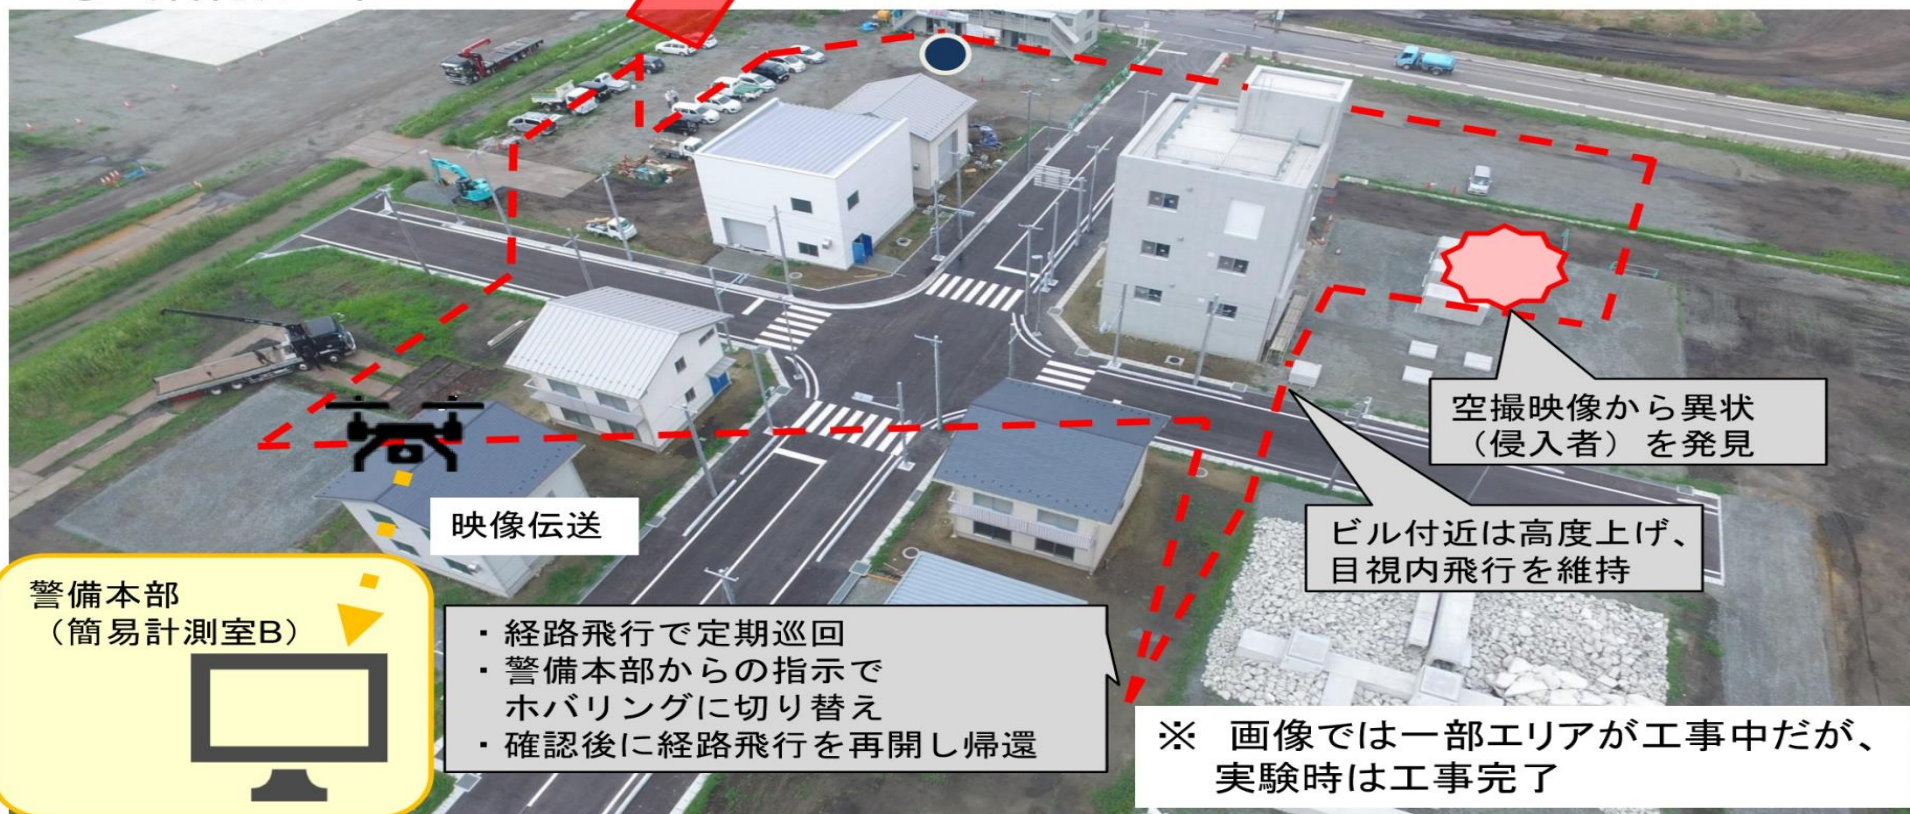 空撮映像から異状
（侵入者）を発見
映像伝送
ビル付近は高度上げ、
目視内飛行を維持
警備本部
（簡易計測室B）
・経路飛行で定期巡回
・警備本部からの指示で
ホバリングに切り替え
・確認後に経路飛行を再開し帰還
※　画像では一部エリアが工事中だが、
実験時は工事完了